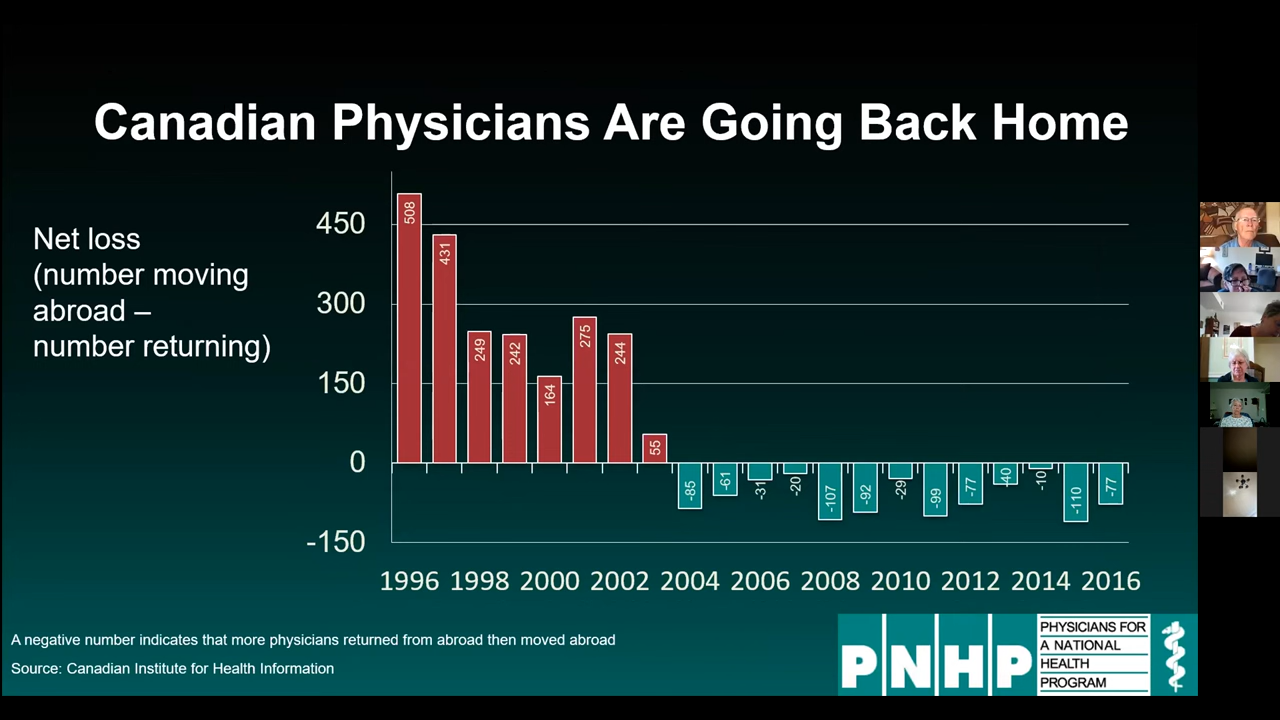 Canadian Physicians Are Going Back Home
Net loss
(number moving
abroad –
number returning)
450
300
150
0
-150
508
431
249
242
164
275
244
55
-85
-61
-31
-20
-107
-92
-29
-99
-77
-40
-10
-110
-77
1996 1998 2000 2002 2004 2006 2008 2010 2012 2014 2016
A negative number indicates that more physicians returned from abroad then moved abroad
Source: Canadian Institute for Health Information
PNHP
PHYSICIANS FOR
A NATIONAL
HEALTH
PROGRAM